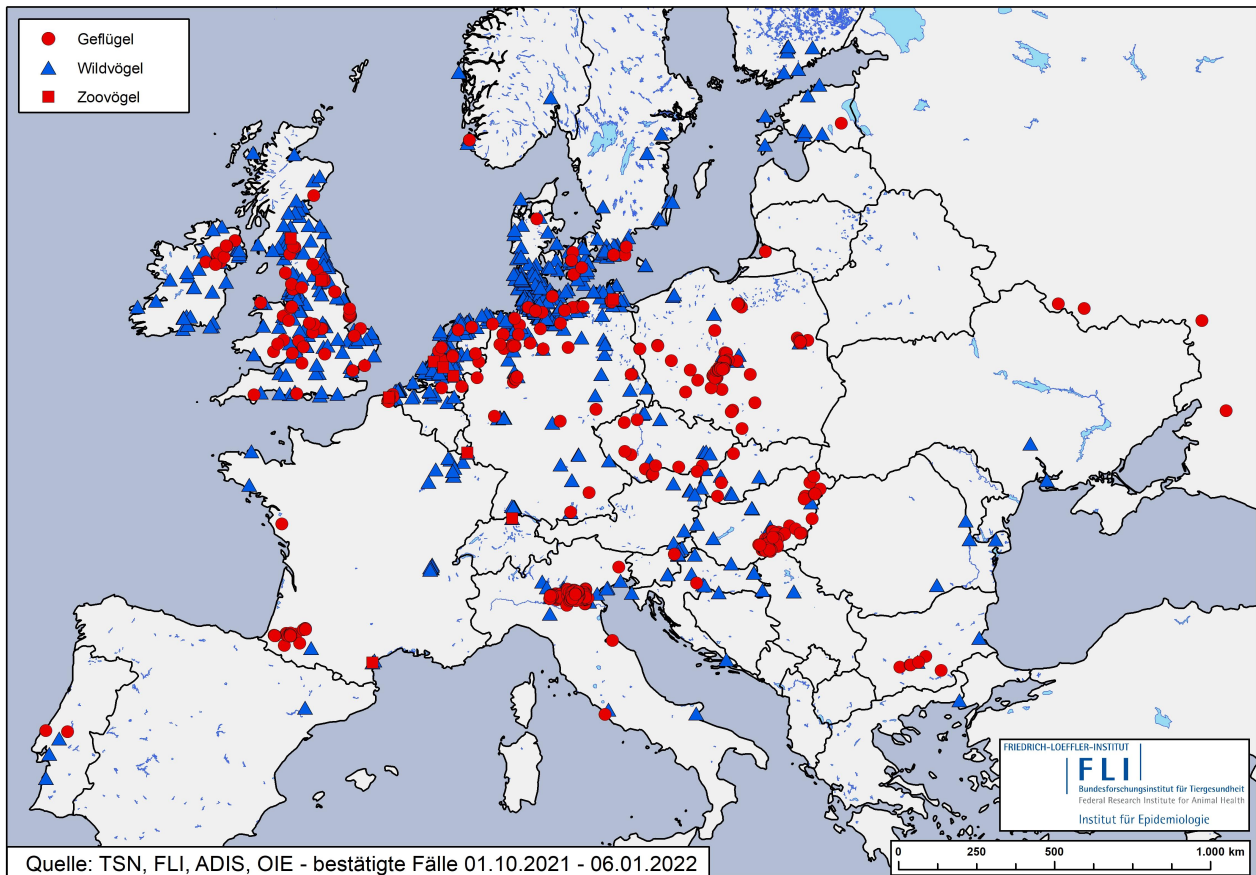 Geflügel
Wildvögel
Zoovögel
FRIEDRICH-LOEFFLER-INSTITUT
FLI
Bundesforschungsinstitut für Tiergesundheit
Federal Research Institute for Animal Health
Institut für Epidemiologie
Quelle: TSN, FLI, ADIS, OIE - bestätigte Fälle 01.10.2021 - 06.01.2022
0 250 500 1.000 km